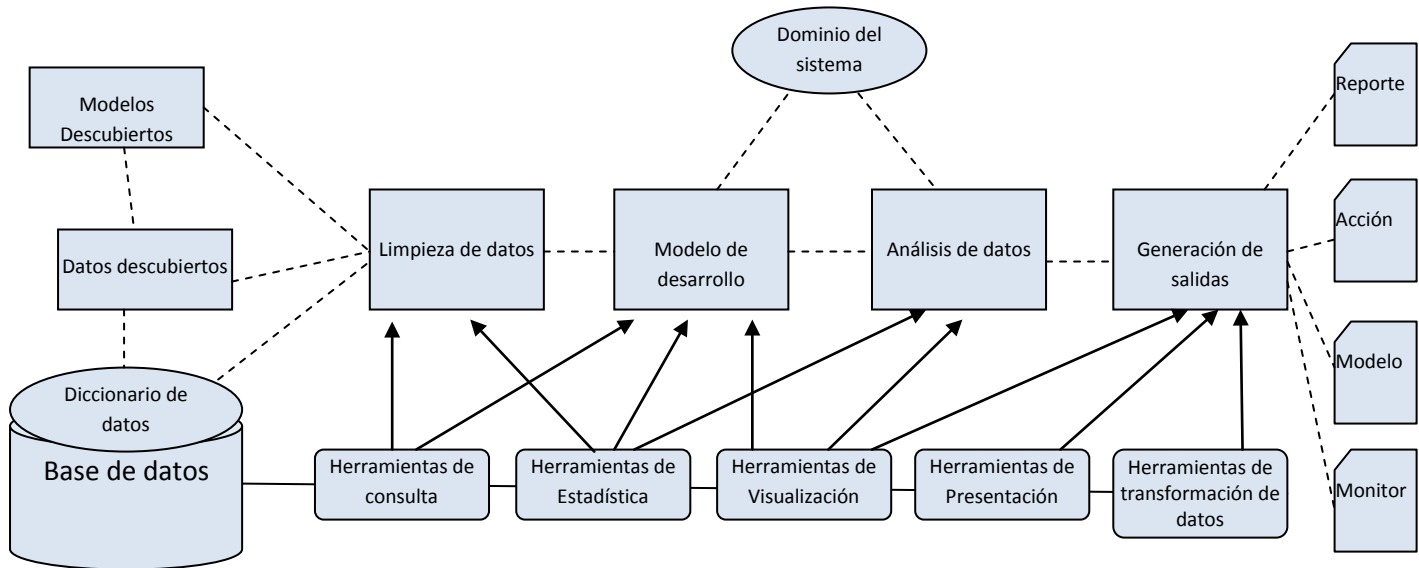 Dominio del
sistema
Modelos
Descubiertos
Reporte
Limpieza de datos
Modelo de
desarrollo
Análisis de datos
Generación de
salidas
Acción
Datos descubiertos
Modelo
Diccionario de
datos
Base de datos
Herramientas de
consulta
Herramientas de
Estadística
Herramientas de
Visualización
Herramientas de
Presentación
Herramientas de
transformación de
datos
Monitor